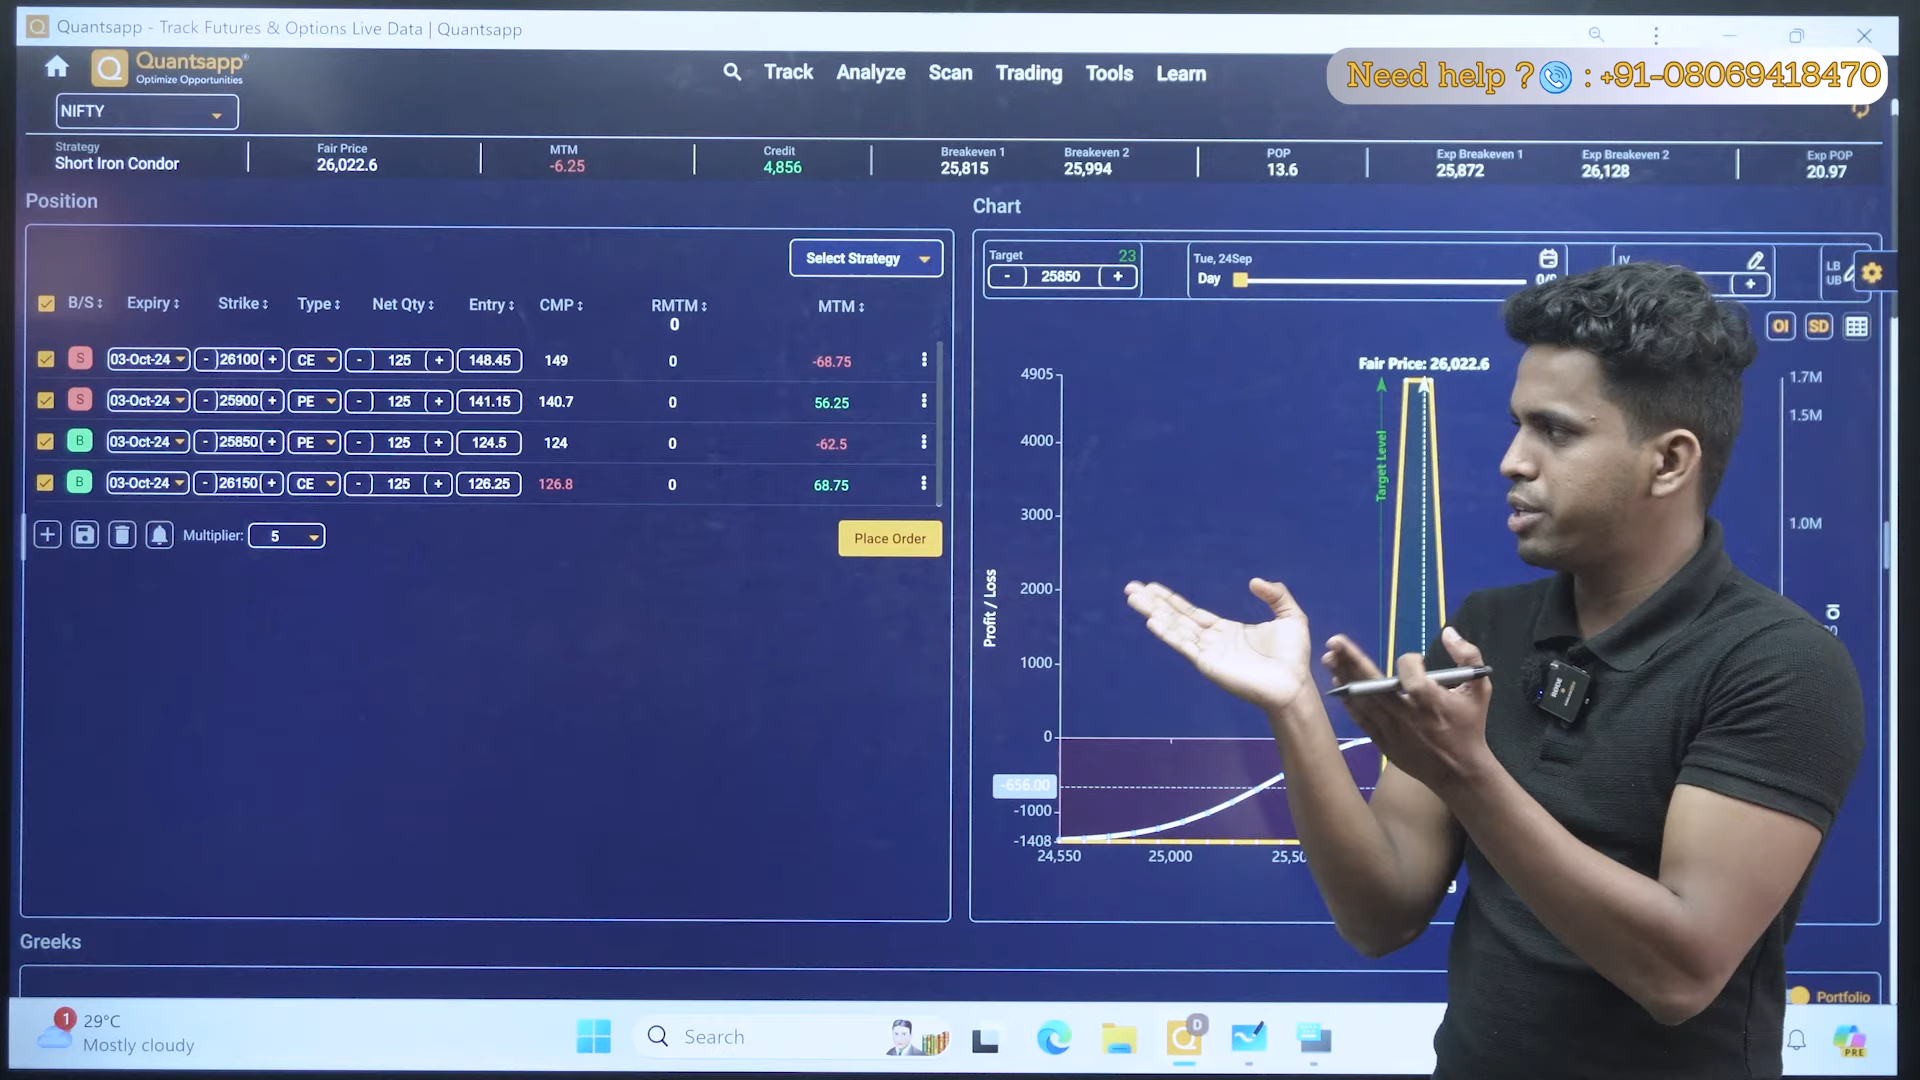 Quantsapp - Track Futures & Options Live Data | Quantsapp
Quantsapp®
Optimize Opportunities
Track Analyze Scan Trading Tools Learn
Need help ? : +91-08069418470
NIFTY
Strategy
Short Iron Condor
Fair Price
26,022.6
MTM
-6.25
Credit
4,856
Breakeven 1
25,815
Breakeven 2
25,994
POP
13.6
Exp Breakeven 1
25,872
Exp Breakeven 2
26,128
Exp POP
20.97
Position
Select Strategy
B/S Expiry Strike Type Net Qty Entry CMP RMTM MTM
0
S 03-Oct-24 - 26100 + CE - 125 + 148.45 149 0 -68.75
S 03-Oct-24 - 25900 + PE - 125 + 141.15 140.7 0 56.25
B 03-Oct-24 - 25850 + PE - 125 + 124.5 124 0 -62.5
B 03-Oct-24 - 26150 + CE - 125 + 126.25 126.8 0 68.75
Multiplier: 5
Place Order
Chart
Target 23
- 25850 +
Tue, 24Sep
Day
IV
+
LB
UB
OI SD
Fair Price: 26,022.6
Target Level
Profit / Loss
4905
4000
3000
2000
1000
0
-656.00
-1000
-1408
24,550 25,000
1.7M
1.5M
1.0M
OI
Greeks
Portfolio
1
29°C
Mostly cloudy
Search
D
PRE
RODE